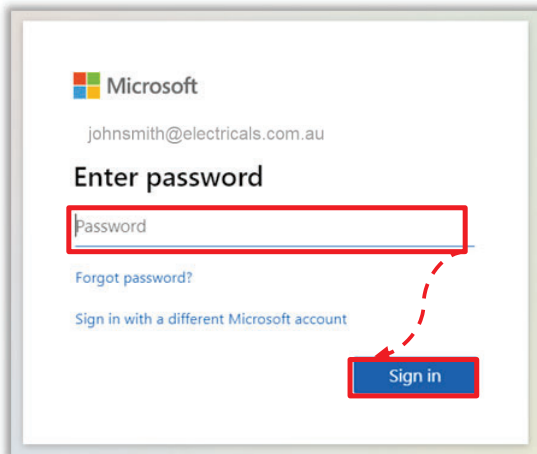 Microsoft
johnsmith@electricals.com.au
Enter password
Password
Forgot password?
Sign in with a different Microsoft account
Sign in